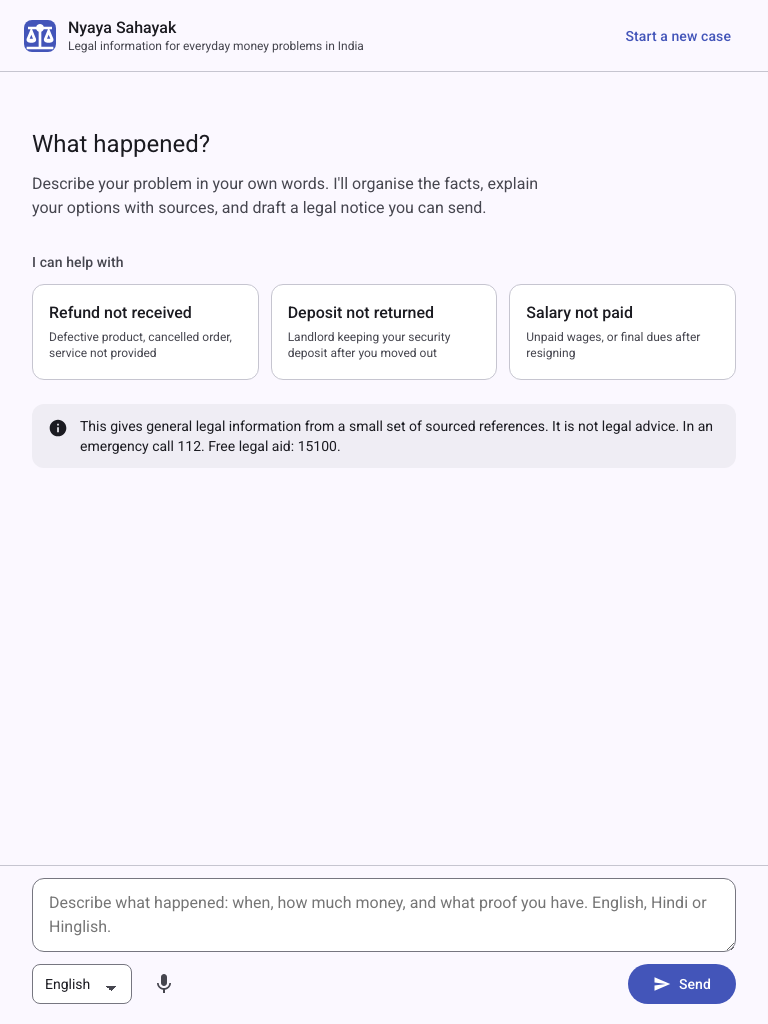 Nyaya Sahayak
Legal information for everyday money problems in India
Start a new case
What happened?
Describe your problem in your own words. I'll organise the facts, explain
your options with sources, and draft a legal notice you can send.
I can help with
Refund not received
Defective product, cancelled order,
service not provided
Deposit not returned
Landlord keeping your security
deposit after you moved out
Salary not paid
Unpaid wages, or final dues after
resigning
This gives general legal information from a small set of sourced references. It is not legal advice. In an
emergency call 112. Free legal aid: 15100.
Describe what happened: when, how much money, and what proof you have. English, Hindi or
Hinglish.
English
Send